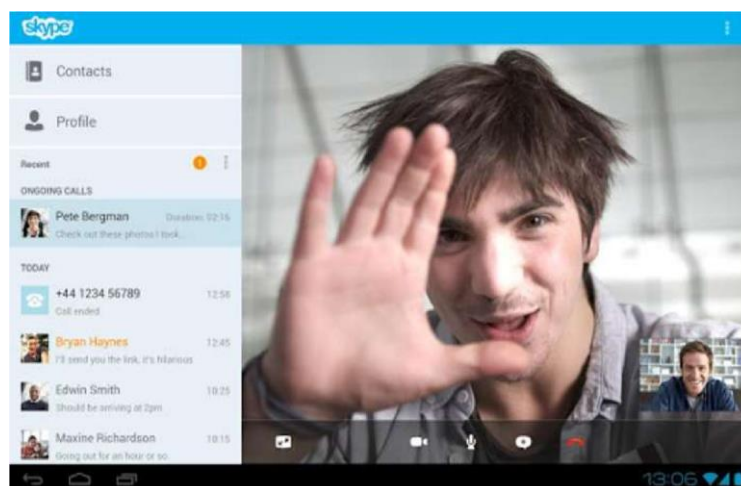 skype
Contacts
Profile
Recent
ONGOING CALLS
Pete Bergman Duration 02:16
Check out these photos I took...
TODAY
+44 1234 56789 12:58
Call ended
Bryan Haynes 12:45
I'll send you the link, it's hilarious
Edwin Smith 10:25
Should be arriving at 2pm
Maxine Richardson 10:15
Going out for an hour or so.
13:06